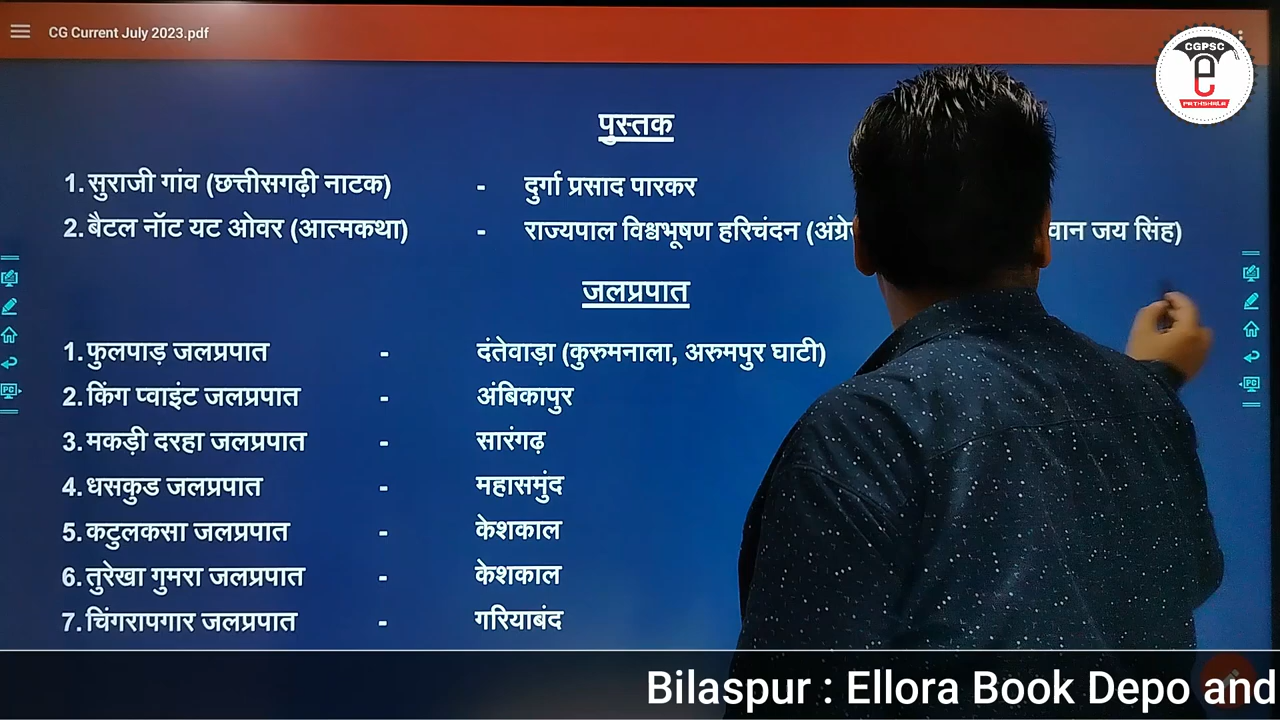 CG Current July 2023.pdf
CGPSC
PATHSHALA
पुस्तक
1. सुराजी गांव (छत्तीसगढ़ी नाटक) - दुर्गा प्रसाद पारकर
2. बैटल नॉट यट ओवर (आत्मकथा) - राज्यपाल विश्वभूषण हरिचंदन जय सिंह)
जलप्रपात
1. फुलपाड़ जलप्रपात - दंतेवाड़ा (कुरुमनाला, अरुमपुर घाटी)
2. किंग प्वाइंट जलप्रपात - अंबिकापुर
3. मकड़ी दरहा जलप्रपात - सारंगढ़
4. धसकुड जलप्रपात - महासमुंद
5. कटुलकसा जलप्रपात - केशकाल
6. तुरेखा गुमरा जलप्रपात - केशकाल
7. चिंगरापगार जलप्रपात - गरियाबंद
Bilaspur : Ellora Book Depo and